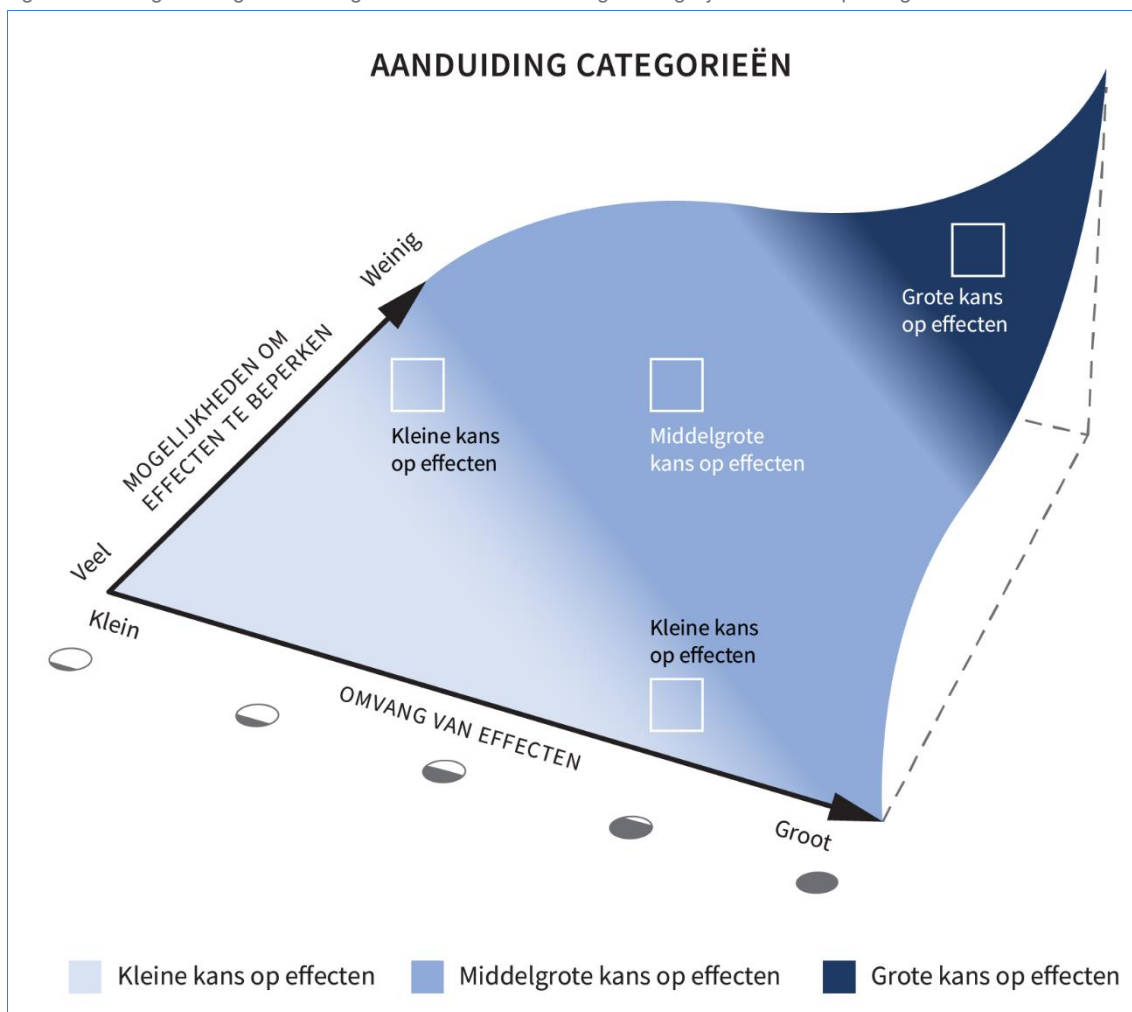 AANDUIDING CATEGORIEËN
Weinig
MOGELIJKHEDEN OM
EFFECTEN TE BEPERKEN
Veel
Klein
OMVANG VAN EFFECTEN
Groot
Grote kans
op effecten
Kleine kans
op effecten
Middelgrote
kans op effecten
Kleine kans
op effecten
Kleine kans op effecten
Middelgrote kans op effecten
Grote kans op effecten